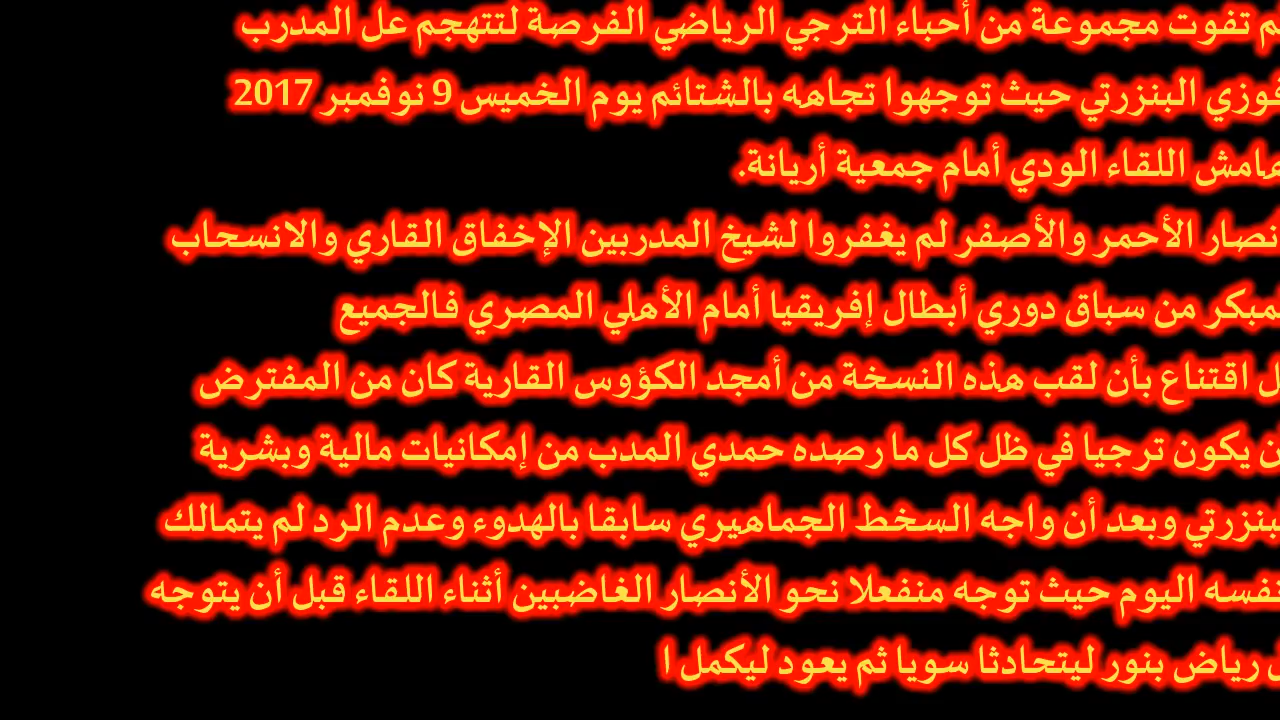 لم تفوت مجموعة من أحباء الترجي الرياضي الفرصة لتتهجم عل المدرب
فوزي البنزرتي حيث توجهوا تجاهه بالشتائم يوم الخميس 9 نوفمبر 2017
هامش اللقاء الودي أمام جمعية أريانة.
نصار الأحمر والأصفر لم يغفروا لشيخ المدربين الإخفاق القاري والانسحاب
لمبكر من سباق دوري أبطال إفريقيا أمام الأهلي المصري فالجميع
ل اقتناع بأن لقب هذه النسخة من أمجد الكؤوس القارية كان من المفترض
ن يكون ترجيا في ظل كل ما رصده حمدي المدب من إمكانيات مالية وبشرية
بنزرتي وبعد أن واجه السخط الجماهيري سابقا بالهدوء وعدم الرد لم يتمالك
نفسه اليوم حيث توجه منفعلا نحو الأنصار الغاضبين أثناء اللقاء قبل أن يتوجه
ل رياض بنور ليتحادثا سويا ثم يعود ليكمل ا